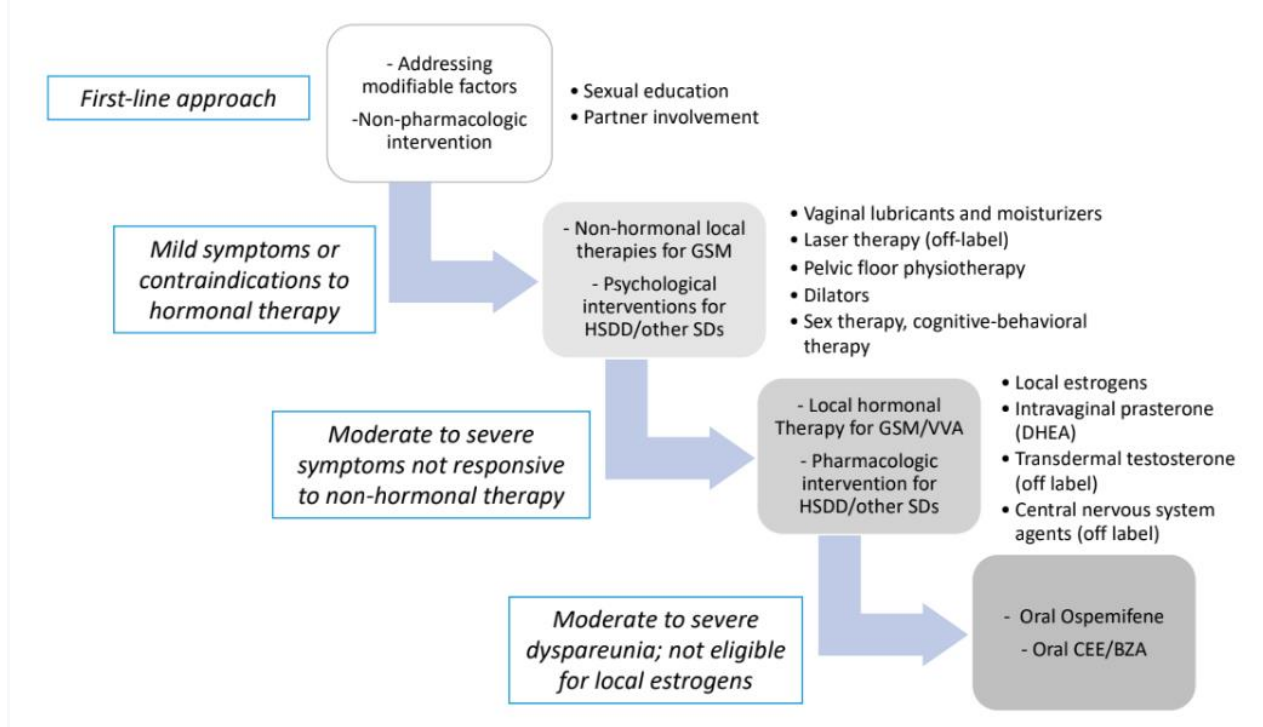 First-line approach
- Addressing
modifiable factors
-Non-pharmacologic
intervention
• Sexual education
• Partner involvement
Mild symptoms or
contraindications to
hormonal therapy
- Non-hormonal local
therapies for GSM
- Psychological
interventions for
HSDD/other SDs
• Vaginal lubricants and moisturizers
• Laser therapy (off-label)
• Pelvic floor physiotherapy
• Dilators
• Sex therapy, cognitive-behavioral
therapy
Moderate to severe
symptoms not responsive
to non-hormonal therapy
- Local hormonal
Therapy for GSM/VVA
- Pharmacologic
intervention for
HSDD/other SDs
• Local estrogens
• Intravaginal prasterone
(DHEA)
• Transdermal testosterone
(off label)
• Central nervous system
agents (off label)
Moderate to severe
dyspareunia; not eligible
for local estrogens
- Oral Ospemifene
- Oral CEE/BZA